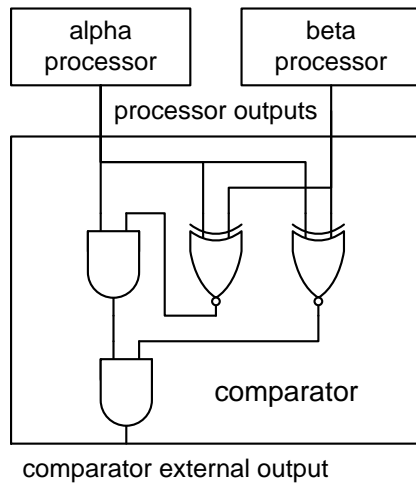 alpha
processor
beta
processor
processor outputs
comparator
comparator external output